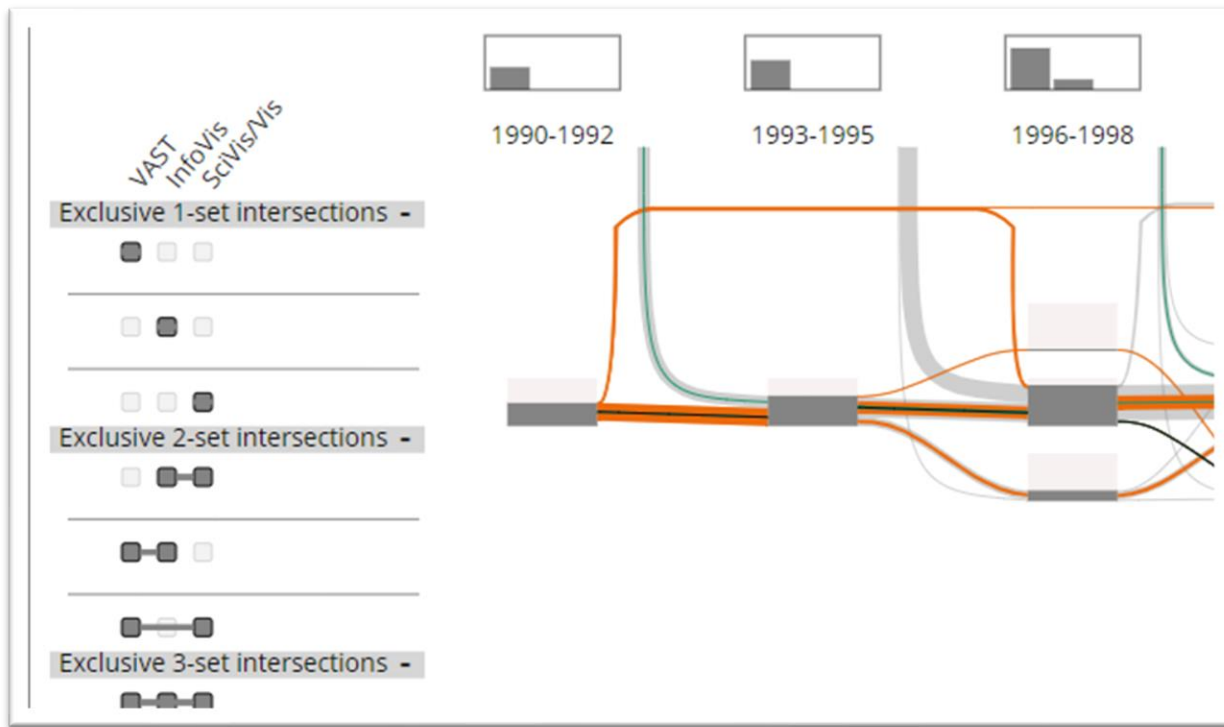 1990-1992
1993-1995
1996-1998
VAST
InfoVis
SciVis/Vis
Exclusive 1-set intersections -
Exclusive 2-set intersections -
Exclusive 3-set intersections -